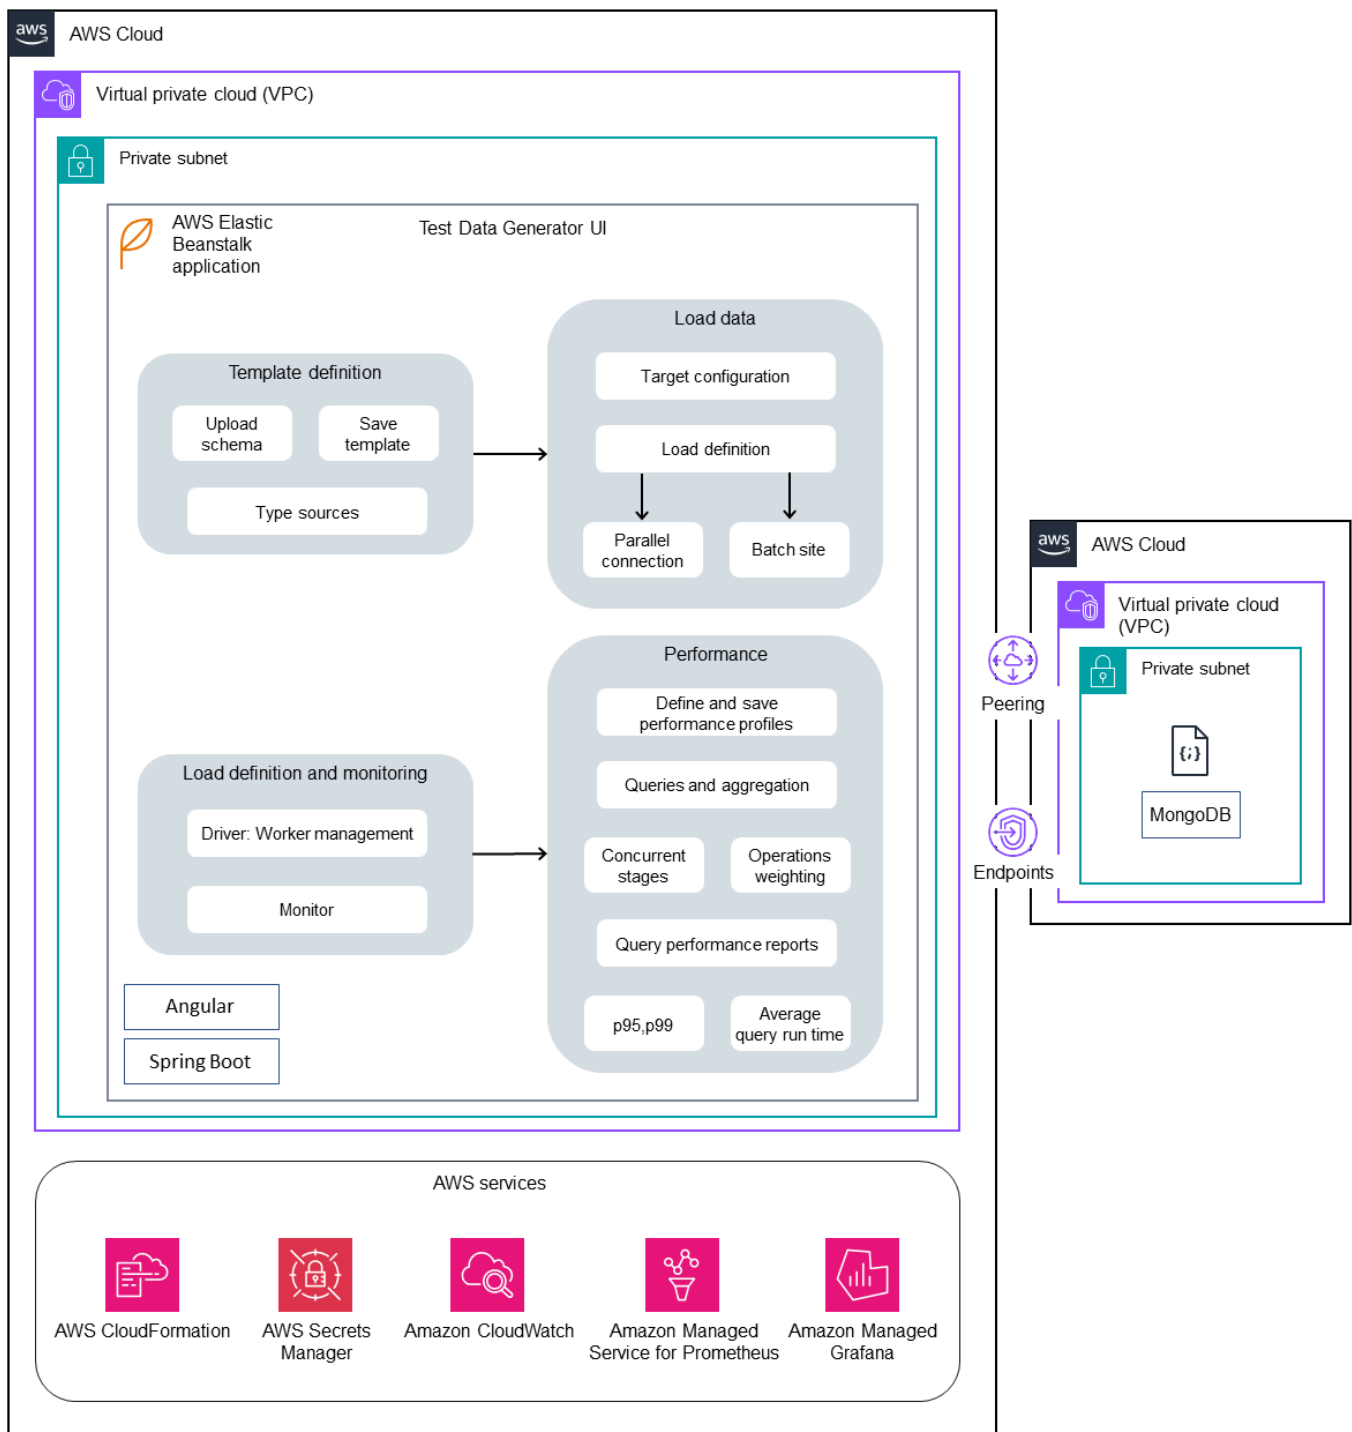 aws
AWS Cloud
Virtual private cloud (VPC)
Private subnet
AWS Elastic
Beanstalk
application
Test Data Generator UI
Template definition
Upload
schema
Save
template
Type sources
Load data
Target configuration
Load definition
Parallel
connection
Batch site
Load definition and monitoring
Driver: Worker management
Monitor
Performance
Define and save
performance profiles
Queries and aggregation
Concurrent
stages
Operations
weighting
Query performance reports
p95,p99
Average
query run time
Angular
Spring Boot
Peering
Endpoints
aws
AWS Cloud
Virtual private cloud
(VPC)
Private subnet
{;}
MongoDB
AWS services
AWS CloudFormation
AWS Secrets
Manager
Amazon CloudWatch
Amazon Managed
Service for Prometheus
Amazon Managed
Grafana